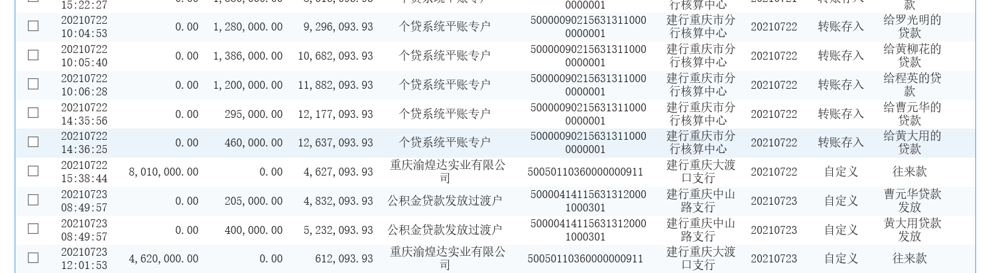 15:22:27 00000001 行核算中心 款
20210722 10:04:53 0.00 1,280,000.00 9,296,093.93 个贷系统平账专户 50000090215631311000 0000001 建行重庆市分行核算中心 20210722 转账存入 给罗光明的贷款
20210722 10:05:40 0.00 1,386,000.00 10,682,093.93 个贷系统平账专户 50000090215631311000 0000001 建行重庆市分行核算中心 20210722 转账存入 给黄柳花的贷款
20210722 10:06:28 0.00 1,200,000.00 11,882,093.93 个贷系统平账专户 50000090215631311000 0000001 建行重庆市分行核算中心 20210722 转账存入 给程英的贷款
20210722 14:35:56 0.00 295,000.00 12,177,093.93 个贷系统平账专户 50000090215631311000 0000001 建行重庆市分行核算中心 20210722 转账存入 给曹元华的贷款
20210722 14:36:25 0.00 460,000.00 12,637,093.93 个贷系统平账专户 50000090215631311000 0000001 建行重庆市分行核算中心 20210722 转账存入 给黄大用的贷款
20210722 15:38:44 8,010,000.00 0.00 4,627,093.93 重庆渝煌达实业有限公司 50050110360000000911 建行重庆大渡口支行 20210722 自定义 往来款
20210723 08:49:57 0.00 205,000.00 4,832,093.93 公积金贷款发放过渡户 50000414115631312000 1000301 建行重庆中山路支行 20210723 自定义 曹元华贷款发放
20210723 08:49:57 0.00 400,000.00 5,232,093.93 公积金贷款发放过渡户 50000414115631312000 1000301 建行重庆中山路支行 20210723 自定义 黄大用贷款发放
20210723 12:01:53 4,620,000.00 0.00 612,093.93 重庆渝煌达实业有限公司 50050110360000000911 建行重庆大渡口支行 20210723 自定义 往来款